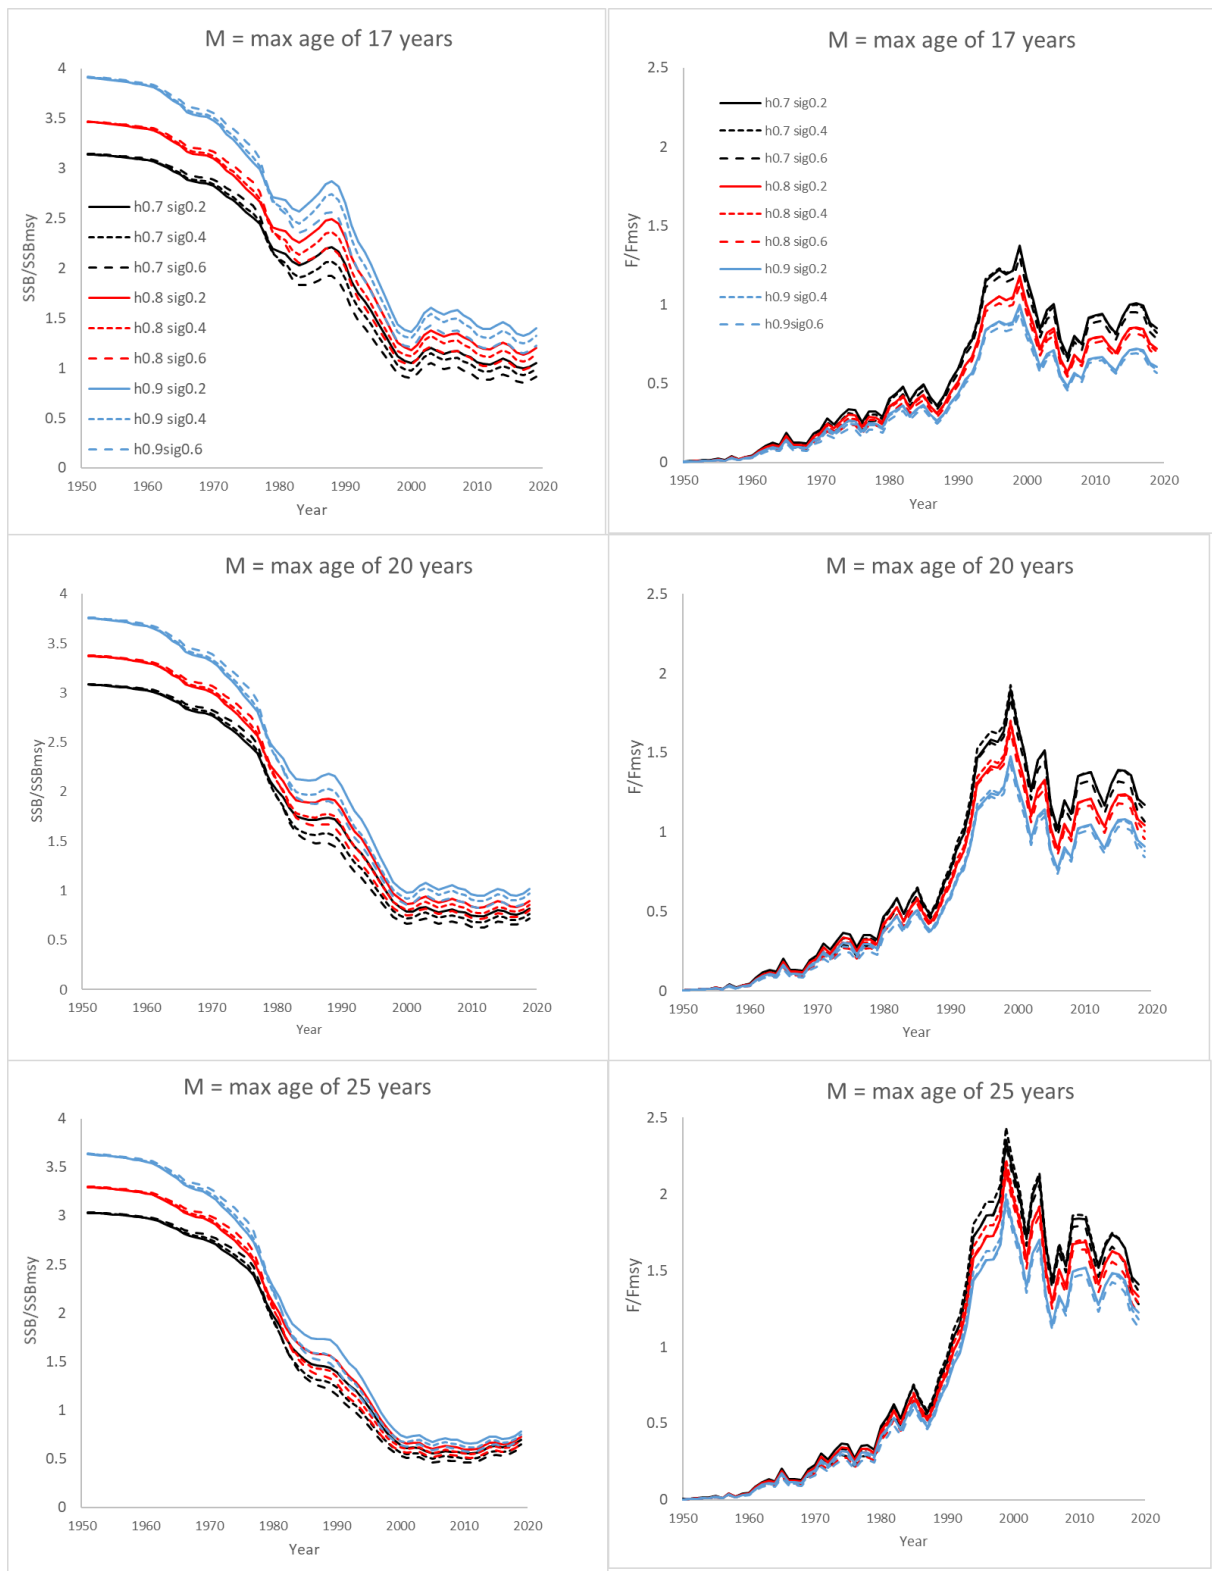 M = max age of 17 years
4
3.5
3
2.5
2
1.5
1
0.5
0
SSB/SSBmsy
h0.7 sig0.2
h0.7 sig0.4
h0.7 sig0.6
h0.8 sig0.2
h0.8 sig0.4
h0.8 sig0.6
h0.9 sig0.2
h0.9 sig0.4
h0.9sig0.6
1950 1960 1970 1980 1990 2000 2010 2020
Year
M = max age of 17 years
2.5
2
1.5
1
0.5
0
F/Fmsy
h0.7 sig0.2
h0.7 sig0.4
h0.7 sig0.6
h0.8 sig0.2
h0.8 sig0.4
h0.8 sig0.6
h0.9 sig0.2
h0.9 sig0.4
h0.9sig0.6
1950 1960 1970 1980 1990 2000 2010 2020
Year
M = max age of 20 years
4
3.5
3
2.5
2
1.5
1
0.5
0
SSB/SSBmsy
1950 1960 1970 1980 1990 2000 2010 2020
Year
M = max age of 20 years
2.5
2
1.5
1
0.5
0
F/Fmsy
1950 1960 1970 1980 1990 2000 2010 2020
Year
M = max age of 25 years
4
3.5
3
2.5
2
1.5
1
0.5
0
SSB/SSBmsy
1950 1960 1970 1980 1990 2000 2010 2020
Year
M = max age of 25 years
2.5
2
1.5
1
0.5
0
F/Fmsy
1950 1960 1970 1980 1990 2000 2010 2020
Year